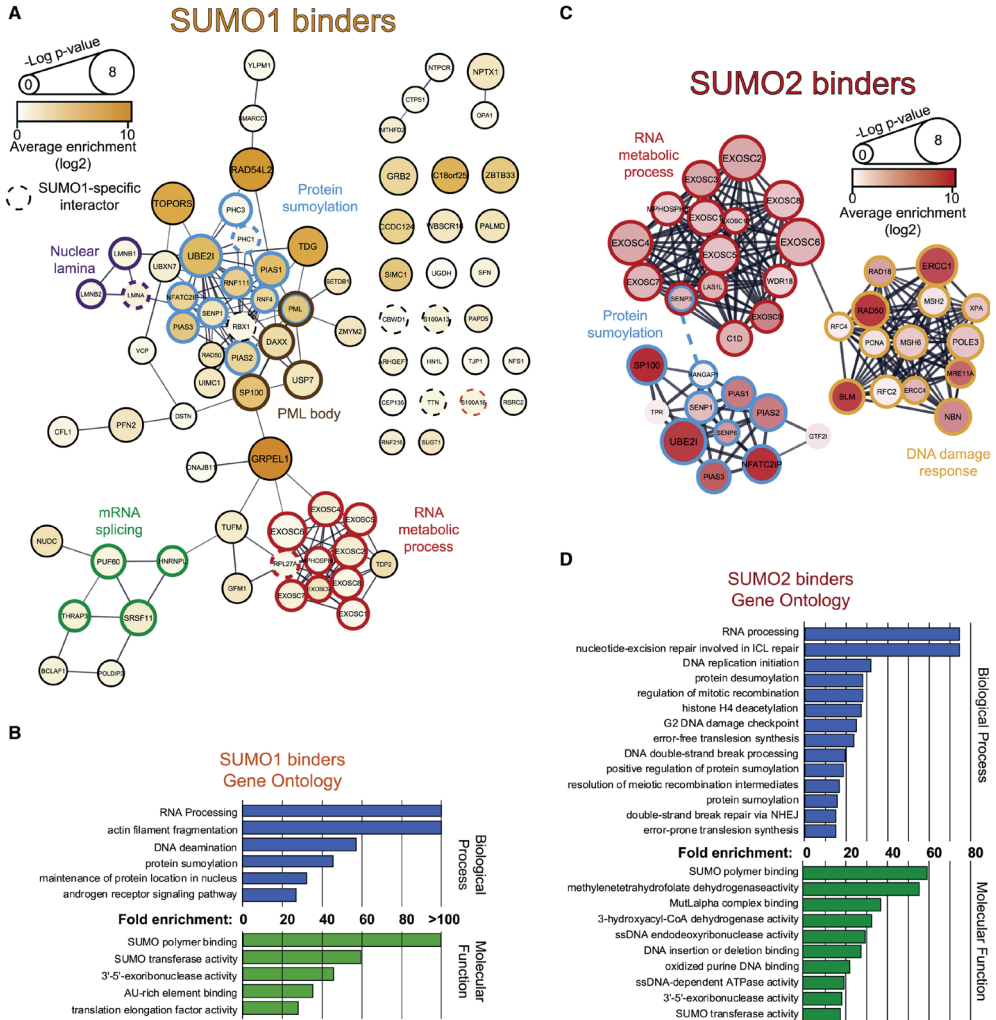 A
SUMO1 binders
-Log p-value
0
8
0
10
Average enrichment
(log2)
SUMO1-specific
interactor
YLPM1
SMARCC
RAD54L2
TOPORS
Protein
sumoylation
PHC3
PHC1
TDG
Nuclear
lamina
LMNB1
UBE2I
UBXN7
PIAS1
RNF111
SETDB1
LMNB2
LMNA
NFATC2IP
RNF4
SENP1
PML
PIAS3
RBX1
ZMYM2
VCP
RAD50
PIAS2
DAXX
UIMC1
SP100
USP7
PML body
DSTN
PFN2
CFL1
GRPEL1
DNAJB11
mRNA
splicing
RNA
metabolic
process
NUDC
PUF60
HNRNPL
TUFM
EXOSC4
EXOSC6
EXOSC5
EXOSC2
RPL27A
MPHOSPH
TDP2
GFM1
EXOSC7
EXOSC8
EXOSC1
THRAP3
SRSF11
BCLAF1
POLDIP3
NTPCR
CTPS1
MTHFD2
NPTX1
OPA1
GRB2
C18orf25
ZBTB33
CCDC124
WBSCR16
PALMD
SIMC1
UGDH
SFN
CBWD1
S100A13
PAPD5
ARHGEF7
HN1L
TJP1
NFS1
CEP135
TTN
S100A16
RSRC2
RNF216
SUGT1
B
SUMO1 binders
Gene Ontology
RNA Processing
actin filament fragmentation
DNA deamination
protein sumoylation
maintenance of protein location in nucleus
androgen receptor signaling pathway
Biological
Process
Fold enrichment: 0 20 40 60 80 >100
SUMO polymer binding
SUMO transferase activity
3'-5'-exoribonuclease activity
AU-rich element binding
translation elongation factor activity
Molecular
Function
C
SUMO2 binders
-Log p-value
0
8
0
10
Average enrichment
(log2)
RNA
metabolic
process
EXOSC2
EXOSC3
EXOSC8
MPHOSPH6
EXOSC1
EXOSC10
EXOSC4
EXOSC6
EXOSC5
EXOSC7
LAS1L
WDR18
SENP3
EXOSC9
C1D
Protein
sumoylation
SP100
RANGAP1
PIAS1
TPR
SENP1
PIAS2
UBE2I
SENP6
GTF2I
NFATC2IP
PIAS3
RAD18
ERCC1
RAD50
MSH2
XPA
RFC4
PCNA
MSH6
POLE3
MRE11A
BLM
RFC2
ERCC4
NBN
DNA damage
response
D
SUMO2 binders
Gene Ontology
RNA processing
nucleotide-excision repair involved in ICL repair
DNA replication initiation
protein desumoylation
regulation of mitotic recombination
histone H4 deacetylation
G2 DNA damage checkpoint
error-free translesion synthesis
DNA double-strand break processing
positive regulation of protein sumoylation
resolution of meiotic recombination intermediates
protein sumoylation
double-strand break repair via NHEJ
error-prone translesion synthesis
Biological Process
Fold enrichment: 0 20 40 60 80
SUMO polymer binding
methylenetetrahydrofolate dehydrogenaseactivity
MutLalpha complex binding
3-hydroxyacyl-CoA dehydrogenase activity
ssDNA endodeoxyribonuclease activity
DNA insertion or deletion binding
oxidized purine DNA binding
ssDNA-dependent ATPase activity
3'-5'-exoribonuclease activity
SUMO transferase activity
Molecular Function